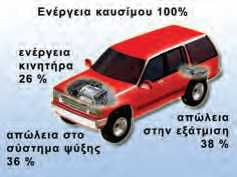 Ενέργεια καυσίμου 100%
ενέργεια
κινητήρα
26 %
απώλεια στο
σύστημα ψύξης
36 %
απώλεια
στην εξάτμιση
38 %